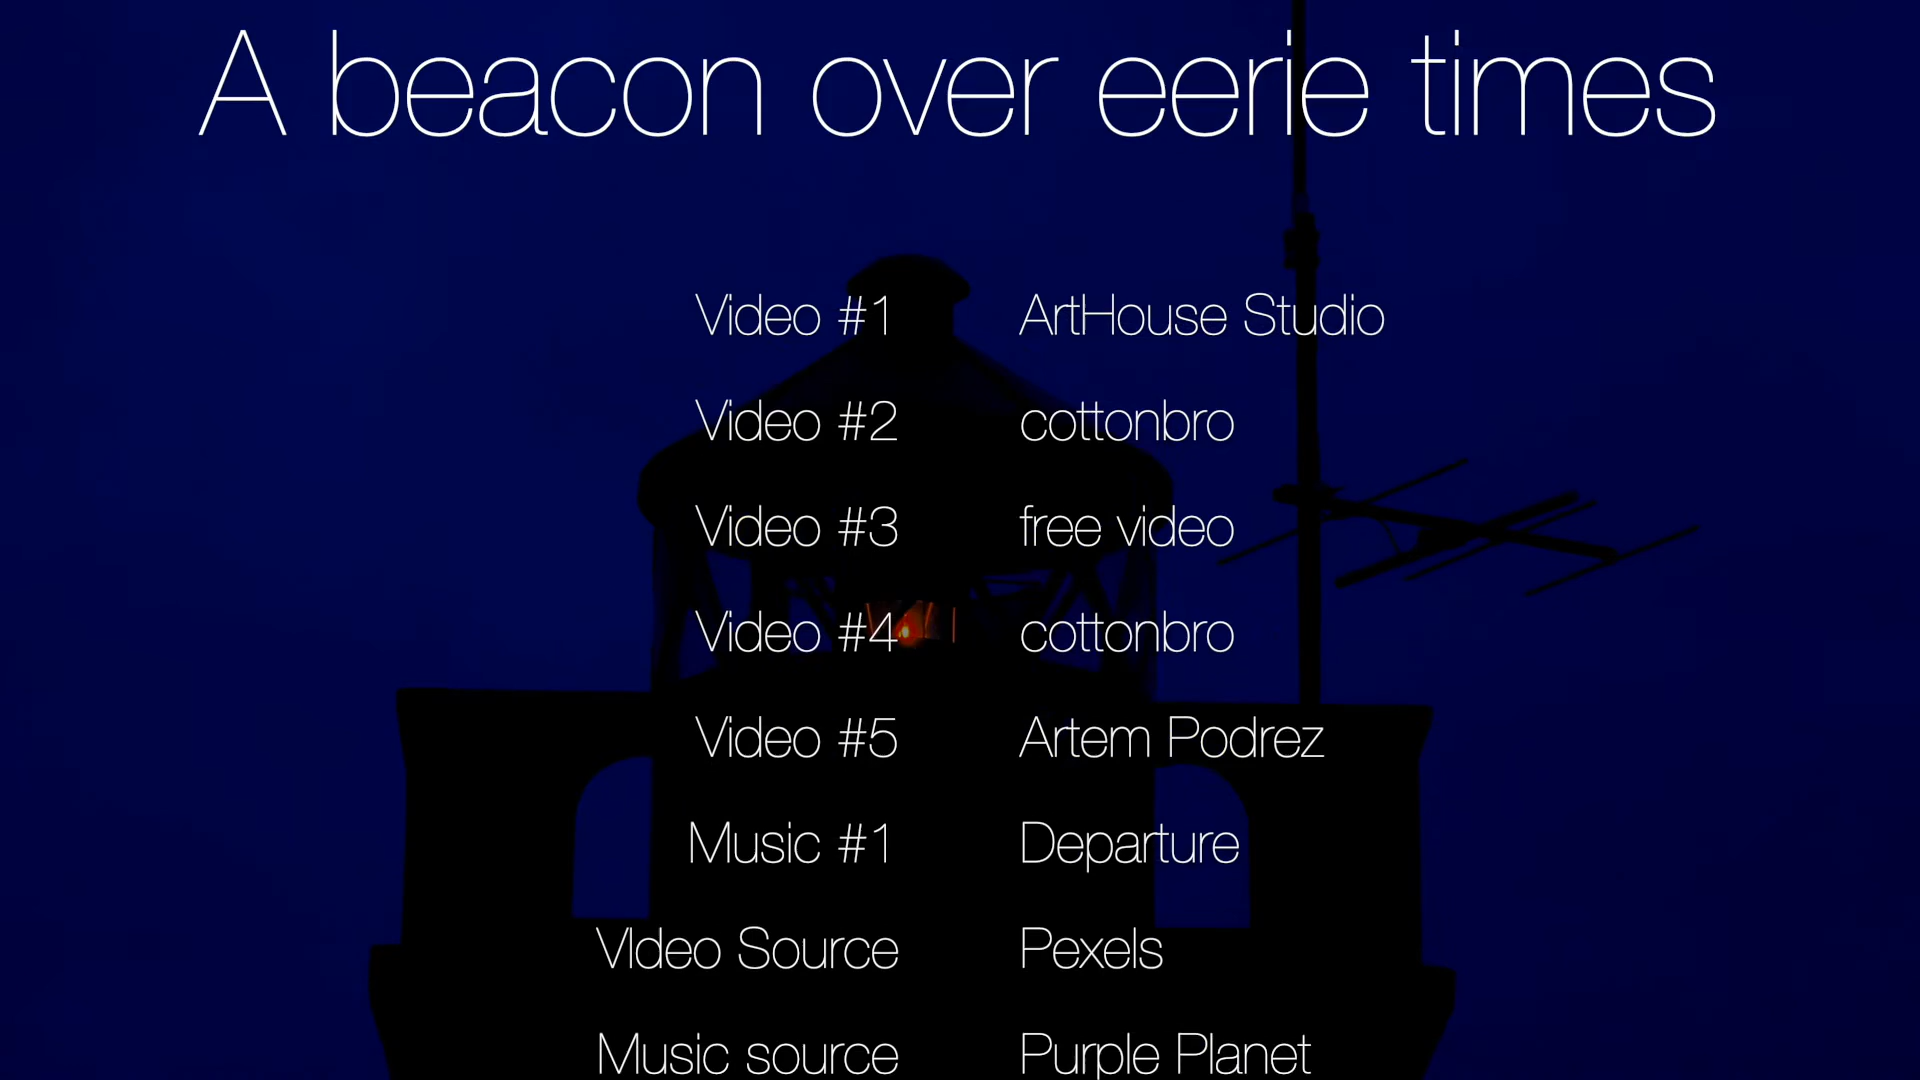 A beacon over eerie times
Video #1 ArtHouse Studio
Video #2 cottonbro
Video #3 free video
Video #4 cottonbro
Video #5 Artem Podrez
Music #1 Departure
VIdeo Source Pexels
Music source Purple Planet